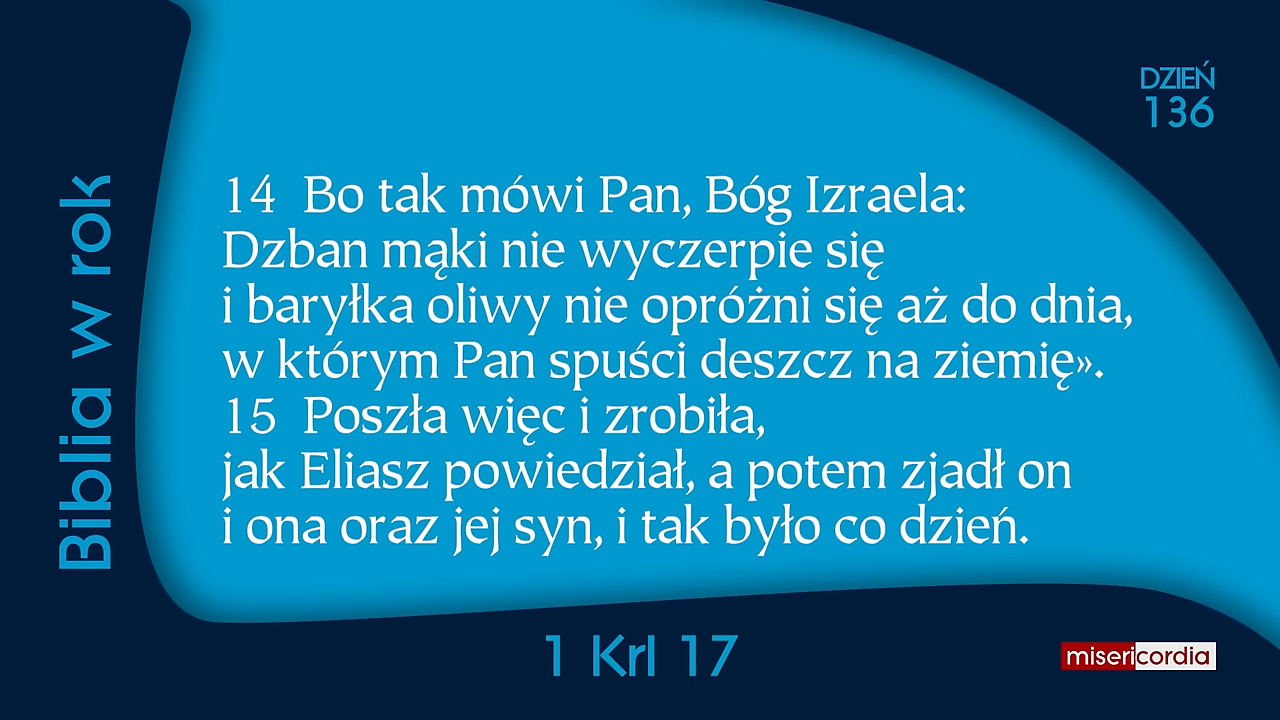 DZIEŃ
136
Biblia w rok
14 Bo tak mówi Pan, Bóg Izraela:
Dzban mąki nie wyczerpie się
i baryłka oliwy nie opróżni się aż do dnia,
w którym Pan spuści deszcz na ziemię».
15 Poszła więc i zrobiła,
jak Eliasz powiedział, a potem zjadł on
i ona oraz jej syn, i tak było co dzień.
1 Krl 17
misericordia